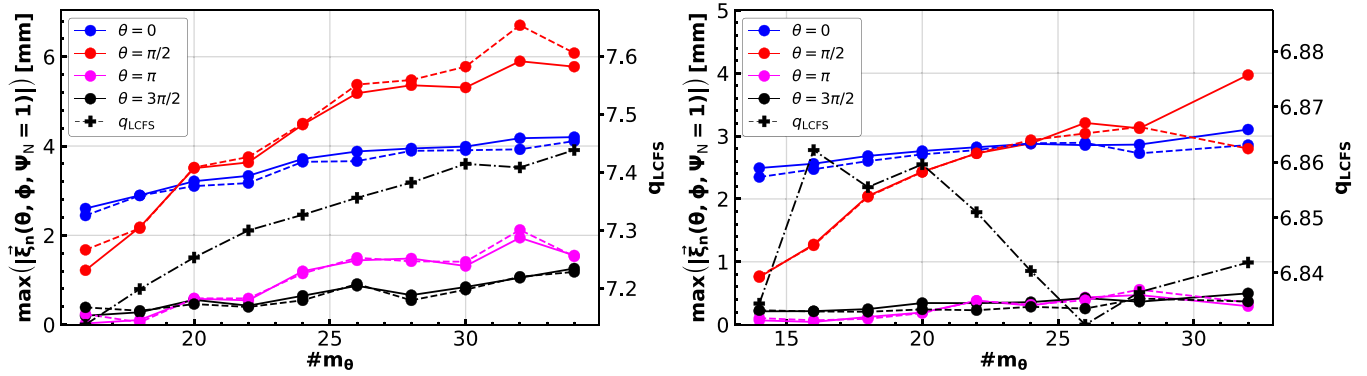 max(|ξ⃗ₙ(θ, ϕ, Ψ_N = 1)|) [mm]
6
4
2
0
θ = 0
θ = π/2
θ = π
θ = 3π/2
q_LCFS
20 25 30
#m_θ
7.6
7.5
7.4
7.3
7.2
q_LCFS
max(|ξ⃗ₙ(θ, ϕ, Ψ_N = 1)|) [mm]
5
4
3
2
1
0
θ = 0
θ = π/2
θ = π
θ = 3π/2
q_LCFS
15 20 25 30
#m_θ
6.88
6.87
6.86
6.85
6.84
q_LCFS